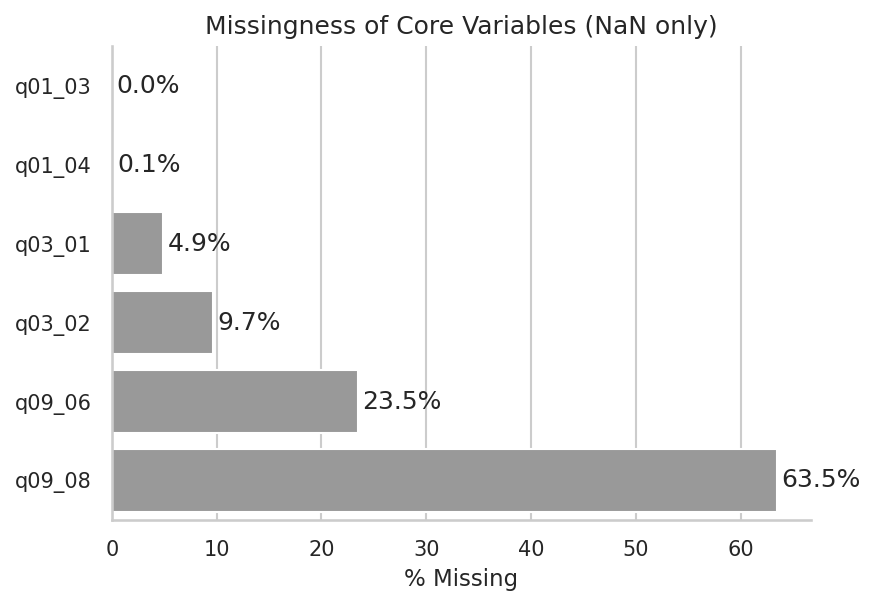 Missingness of Core Variables (NaN only)
q01_03 0.0%
q01_04 0.1%
q03_01 4.9%
q03_02 9.7%
q09_06 23.5%
q09_08 63.5%
0 10 20 30 40 50 60
% Missing